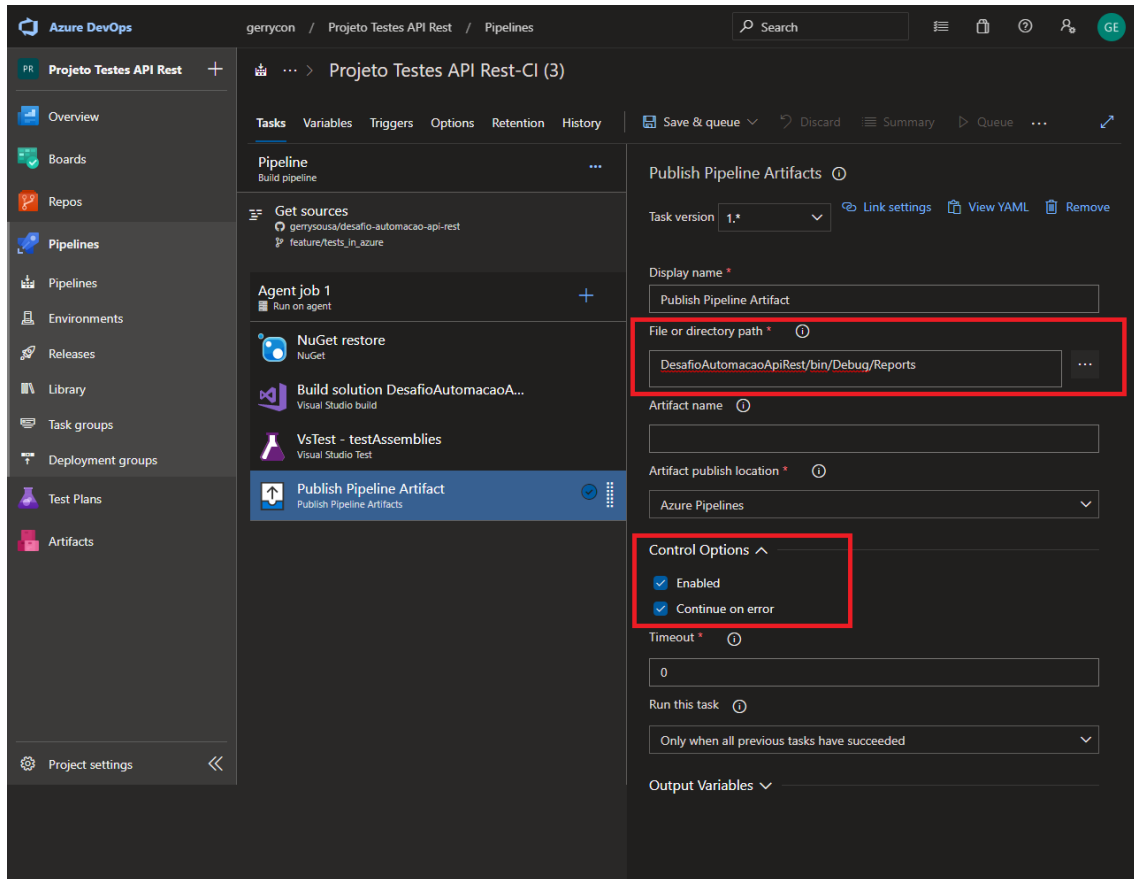 Azure DevOps
gerrycon / Projeto Testes API Rest / Pipelines
Search
GE
PR Projeto Testes API Rest
Overview
Boards
Repos
Pipelines
Pipelines
Environments
Releases
Library
Task groups
Deployment groups
Test Plans
Artifacts
Project settings
... > Projeto Testes API Rest-CI (3)
Tasks Variables Triggers Options Retention History
Save & queue Discard Summary Queue ...
Pipeline
Build pipeline
...
Get sources
gerrysousa/desafio-automacao-api-rest
feature/tests_in_azure
Agent job 1
Run on agent
NuGet restore
NuGet
Build solution DesafioAutomacaoA...
Visual Studio build
VsTest - testAssemblies
Visual Studio Test
Publish Pipeline Artifact
Publish Pipeline Artifacts
Publish Pipeline Artifacts
Task version 1.*
Link settings View YAML Remove
Display name *
Publish Pipeline Artifact
File or directory path *
DesafioAutomacaoApiRest/bin/Debug/Reports
...
Artifact name
Artifact publish location *
Azure Pipelines
Control Options
Enabled
Continue on error
Timeout *
0
Run this task
Only when all previous tasks have succeeded
Output Variables